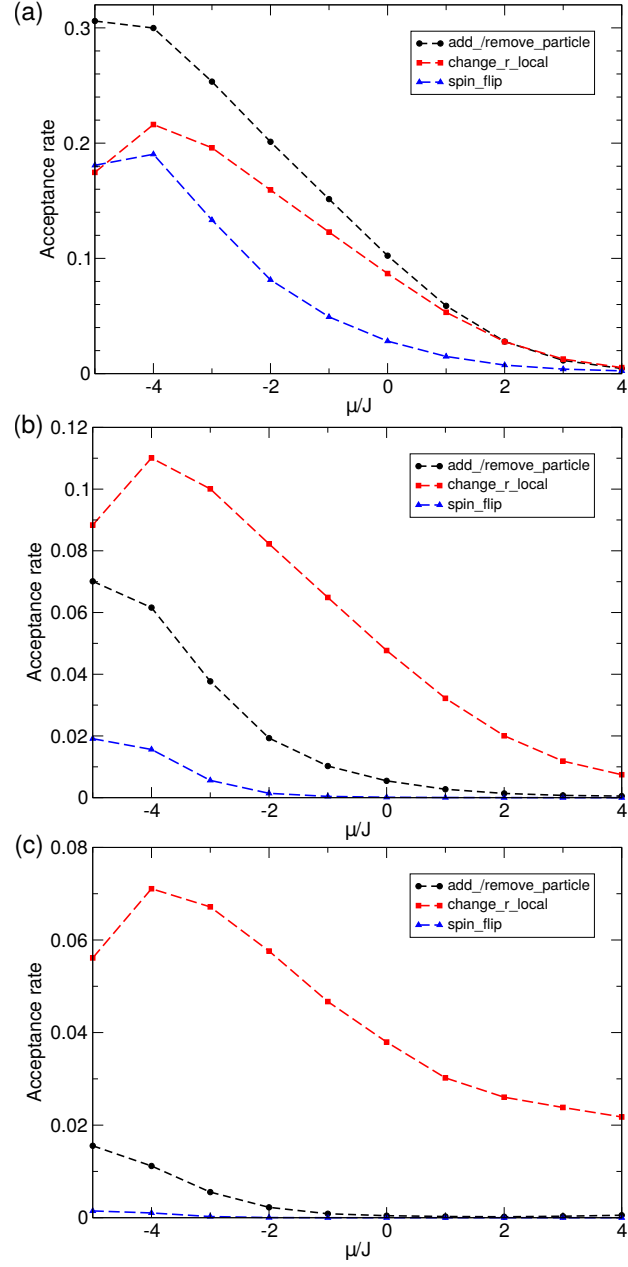 (a)
0.3
0.2
0.1
0
Acceptance rate
add_/remove_particle
change_r_local
spin_flip
-4
-2
0
2
4
μ/J
(b)
0.12
0.1
0.08
0.06
0.04
0.02
0
Acceptance rate
add_/remove_particle
change_r_local
spin_flip
-4
-2
0
2
4
μ/J
(c)
0.08
0.06
0.04
0.02
0
Acceptance rate
add_/remove_particle
change_r_local
spin_flip
-4
-2
0
2
4
μ/J